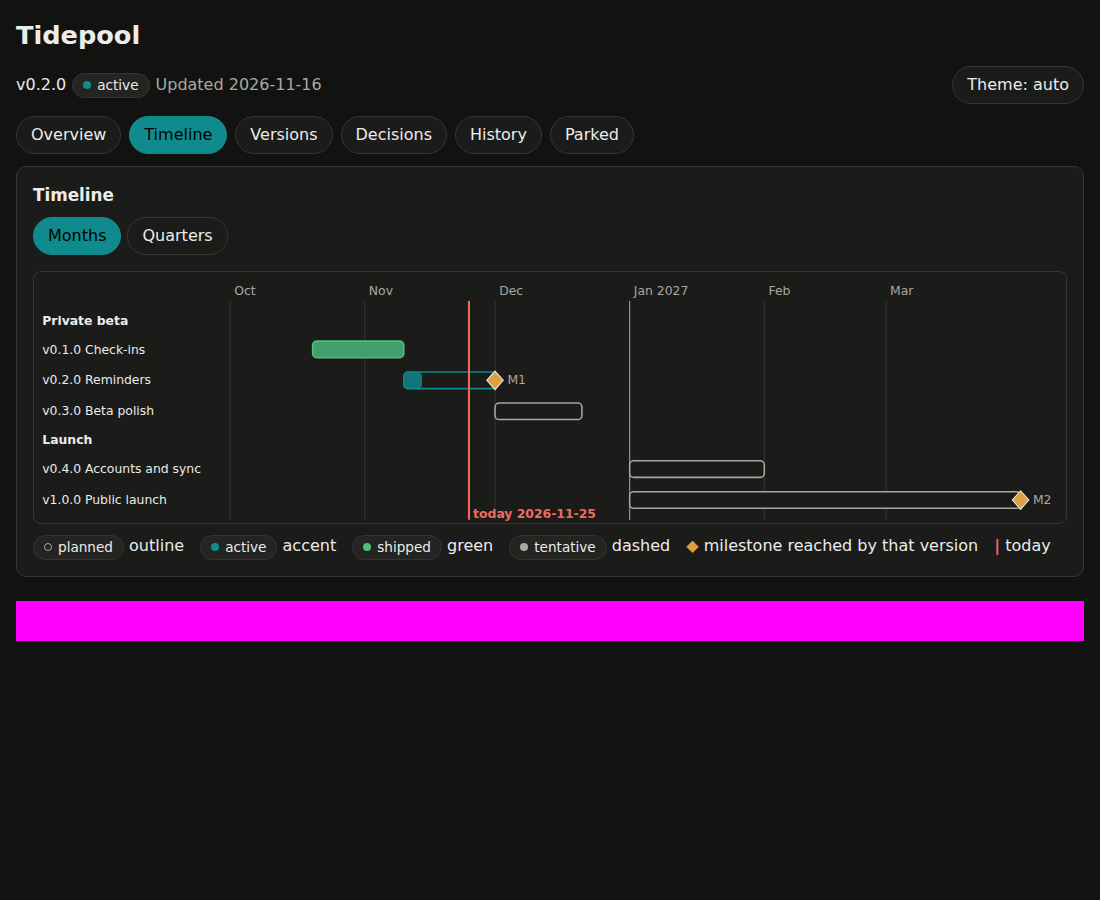 Tidepool
v0.2.0 active Updated 2026-11-16 Theme: auto
Overview Timeline Versions Decisions History Parked
Timeline
Months Quarters
Oct Nov Dec Jan 2027 Feb Mar
Private beta
v0.1.0 Check-ins
v0.2.0 Reminders M1
v0.3.0 Beta polish
Launch
v0.4.0 Accounts and sync
v1.0.0 Public launch M2
today 2026-11-25
planned outline active accent shipped green tentative dashed milestone reached by that version today